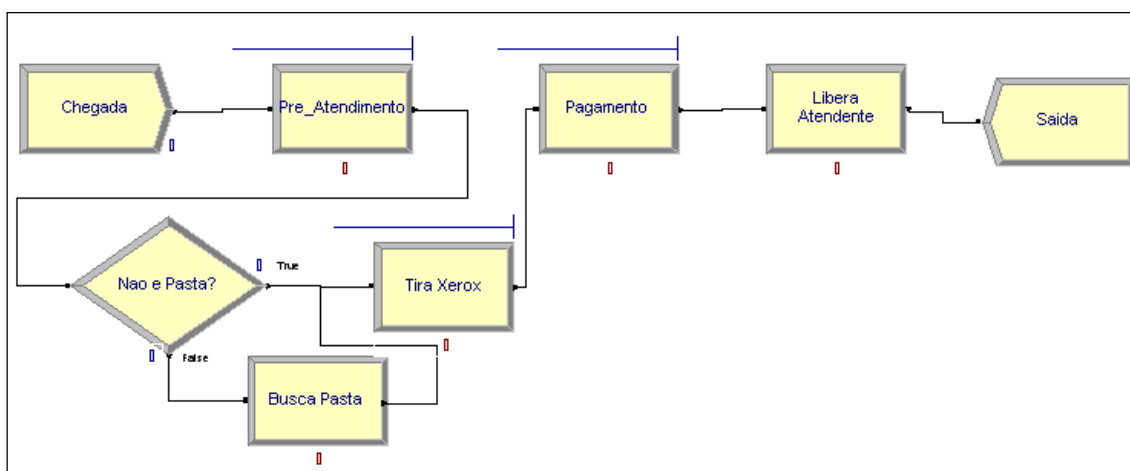 Chegada
Pre_Atendimento
Pagamento
Libera
Atendente
Saida
Nao e Pasta?
True
False
Tira Xerox
Busca Pasta